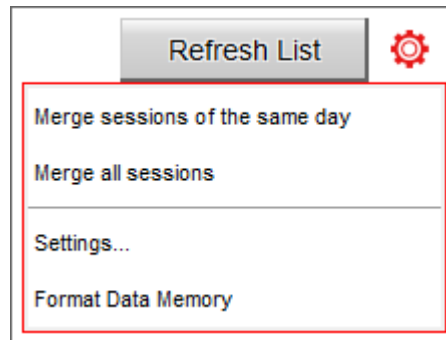 Refresh List
Merge sessions of the same day
Merge all sessions
Settings...
Format Data Memory